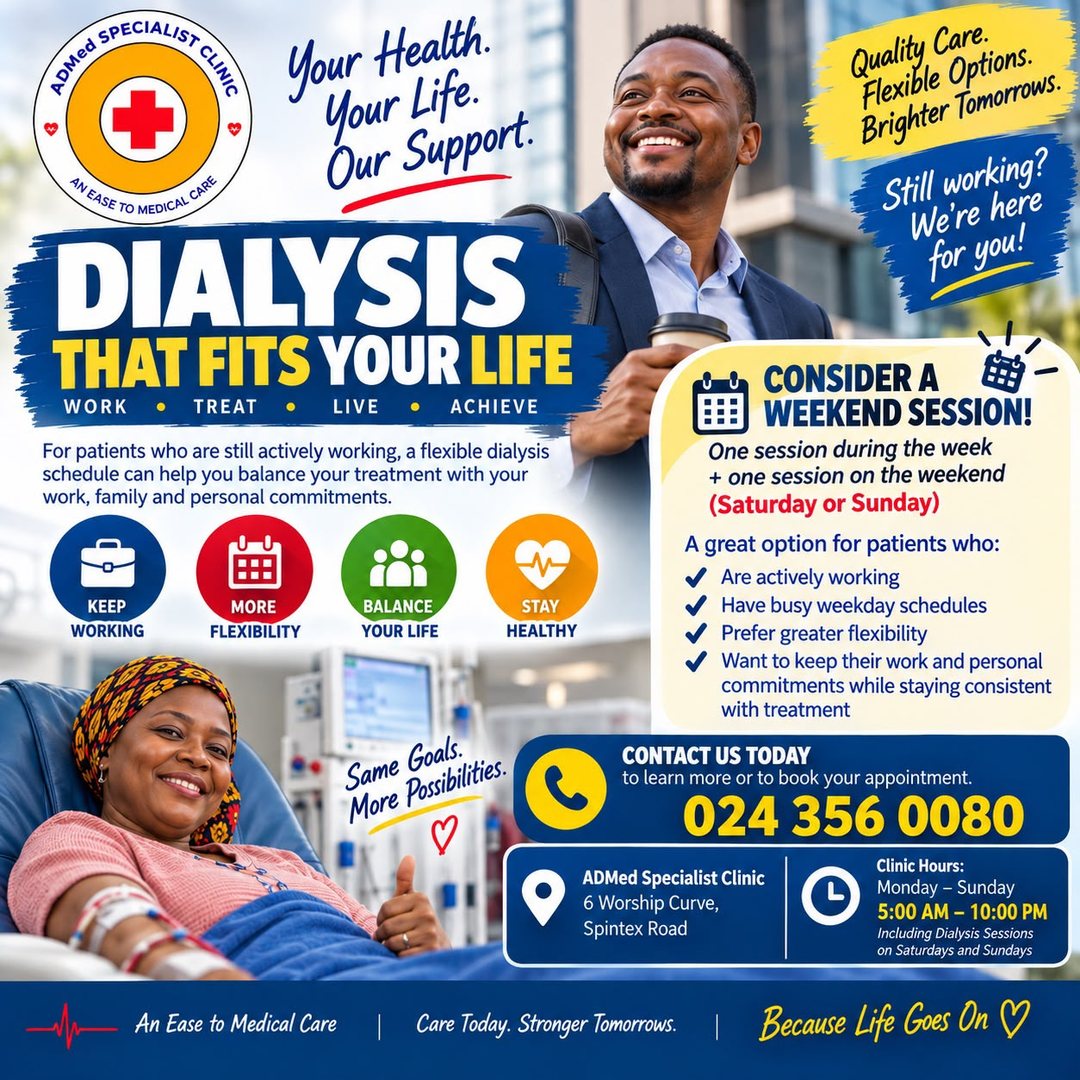 ADMed SPECIALIST CLINIC
AN EASE TO MEDICAL CARE
Your Health.
Your Life.
Our Support.
Quality Care.
Flexible Options.
Brighter Tomorrows.
Still working?
We're here
for you!
DIALYSIS
THAT FITS YOUR LIFE
WORK • TREAT • LIVE • ACHIEVE
For patients who are still actively working, a flexible dialysis
schedule can help you balance your treatment with your
work, family and personal commitments.
KEEP
WORKING
MORE
FLEXIBILITY
BALANCE
YOUR LIFE
STAY
HEALTHY
CONSIDER A
WEEKEND SESSION!
One session during the week
+ one session on the weekend
(Saturday or Sunday)
A great option for patients who:
✔ Are actively working
✔ Have busy weekday schedules
✔ Prefer greater flexibility
✔ Want to keep their work and personal
commitments while staying consistent
with treatment
Same Goals.
More Possibilities.
CONTACT US TODAY
to learn more or to book your appointment.
024 356 0080
ADMed Specialist Clinic
6 Worship Curve,
Spintex Road
Clinic Hours:
Monday – Sunday
5:00 AM – 10:00 PM
Including Dialysis Sessions
on Saturdays and Sundays
An Ease to Medical Care | Care Today. Stronger Tomorrows. | Because Life Goes On